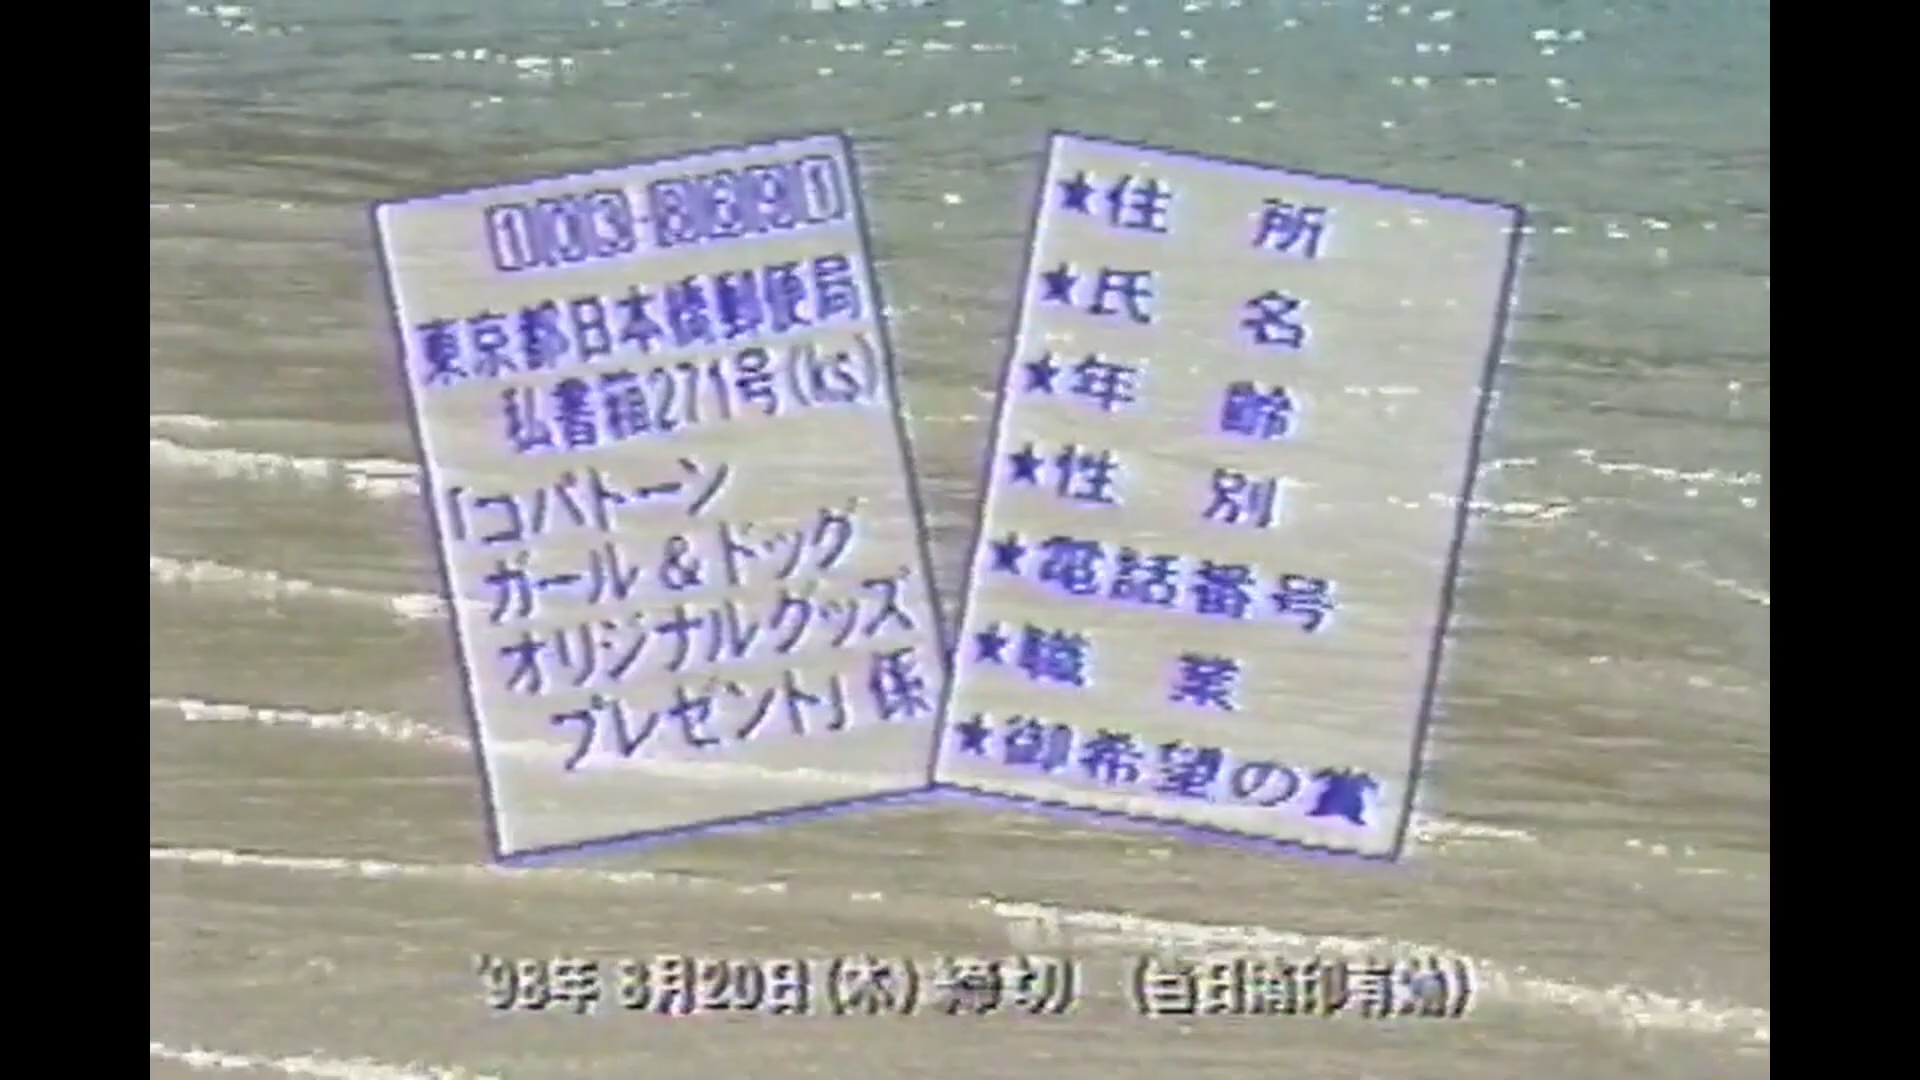 103-8391
東京都日本橋郵便局
私書箱271号(ks)
「コパトーン
ガール&ドッグ
オリジナルグッズ
プレゼント」係
★住 所
★氏 名
★年 齢
★性 別
★電話番号
★職 業
★御希望の賞
'98年 8月20日(木)締切 (当日消印有効)